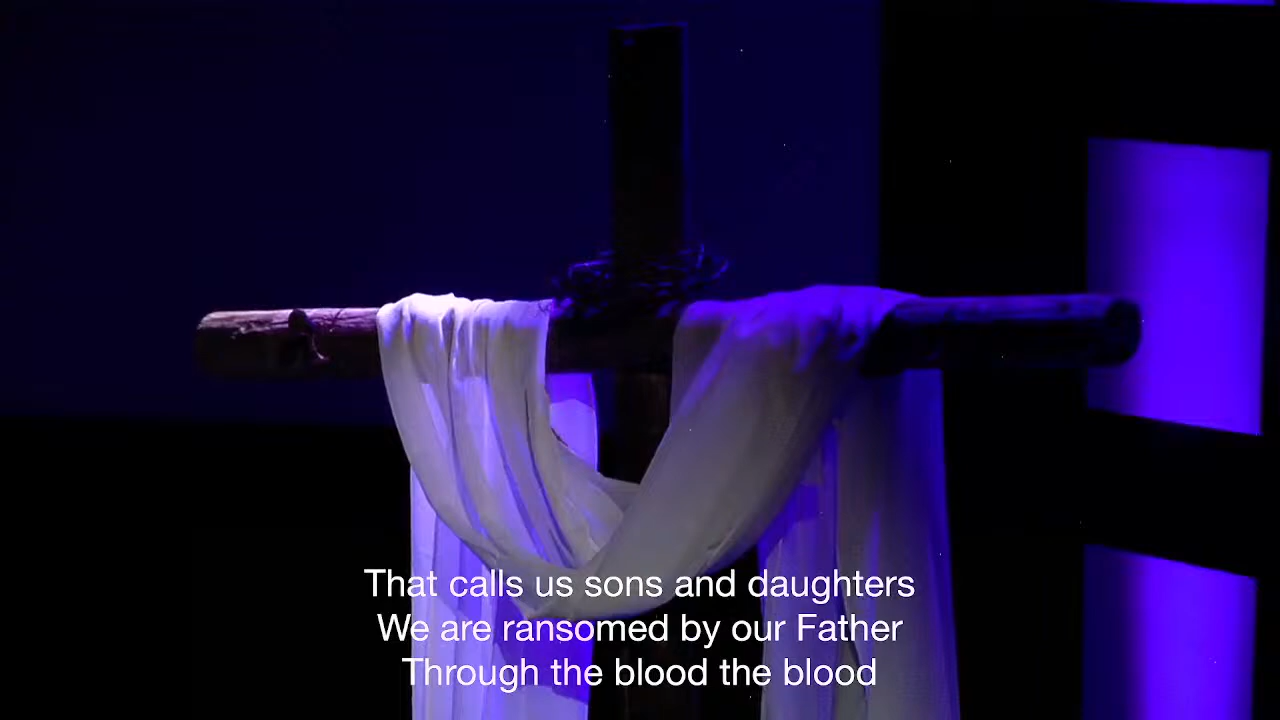 That calls us sons and daughters
We are ransomed by our Father
Through the blood the blood